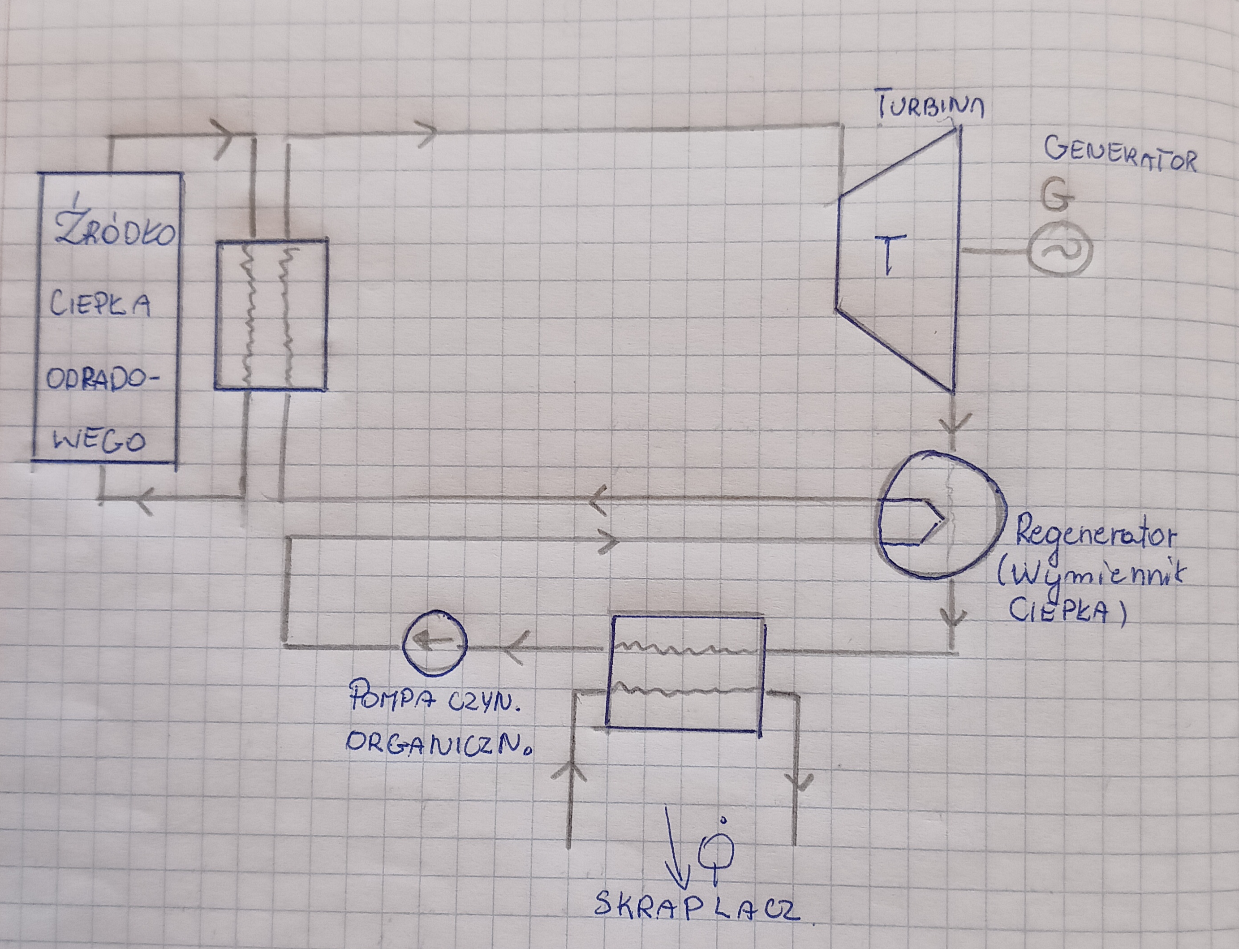 TURBINA
GENERATOR
G
ŹRÓDŁO
CIEPŁA
ODPADO-
WEGO
T
Regenerator
(Wymiennik
CIEPŁA)
POMPA CZYN.
ORGANICZN.
Q̇
SKRAPLACZ